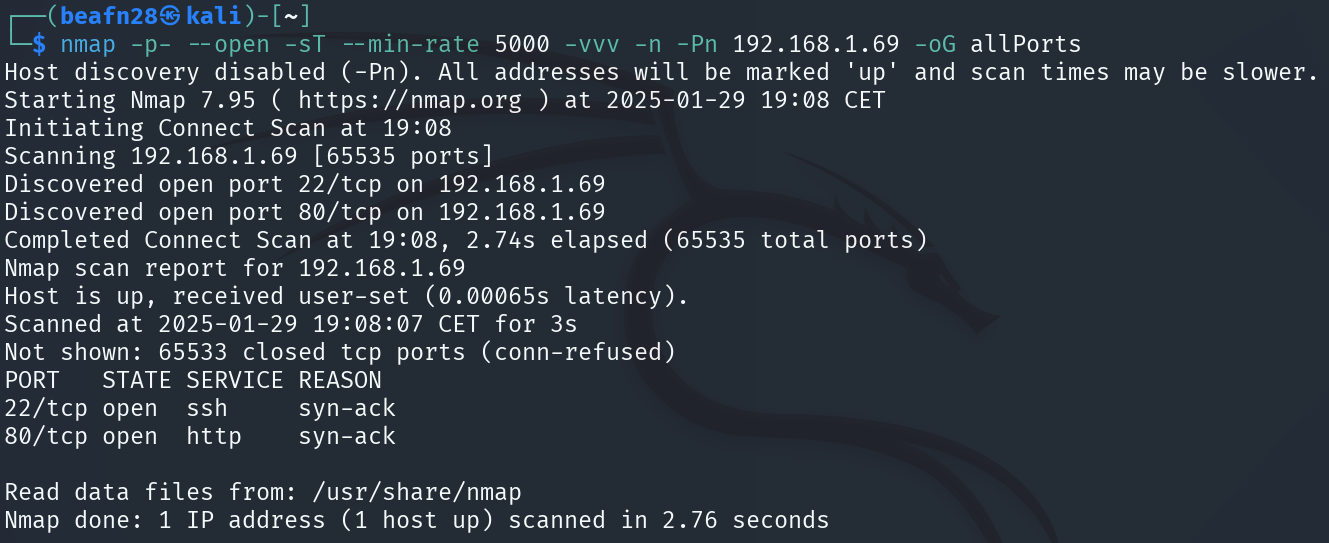 ┌──(beafn28㉿kali)-[~]
└─$ nmap -p- --open -sT --min-rate 5000 -vvv -n -Pn 192.168.1.69 -oG allPorts
Host discovery disabled (-Pn). All addresses will be marked 'up' and scan times may be slower.
Starting Nmap 7.95 ( https://nmap.org ) at 2025-01-29 19:08 CET
Initiating Connect Scan at 19:08
Scanning 192.168.1.69 [65535 ports]
Discovered open port 22/tcp on 192.168.1.69
Discovered open port 80/tcp on 192.168.1.69
Completed Connect Scan at 19:08, 2.74s elapsed (65535 total ports)
Nmap scan report for 192.168.1.69
Host is up, received user-set (0.00065s latency).
Scanned at 2025-01-29 19:08:07 CET for 3s
Not shown: 65533 closed tcp ports (conn-refused)
PORT   STATE SERVICE REASON
22/tcp open  ssh     syn-ack
80/tcp open  http    syn-ack

Read data files from: /usr/share/nmap
Nmap done: 1 IP address (1 host up) scanned in 2.76 seconds